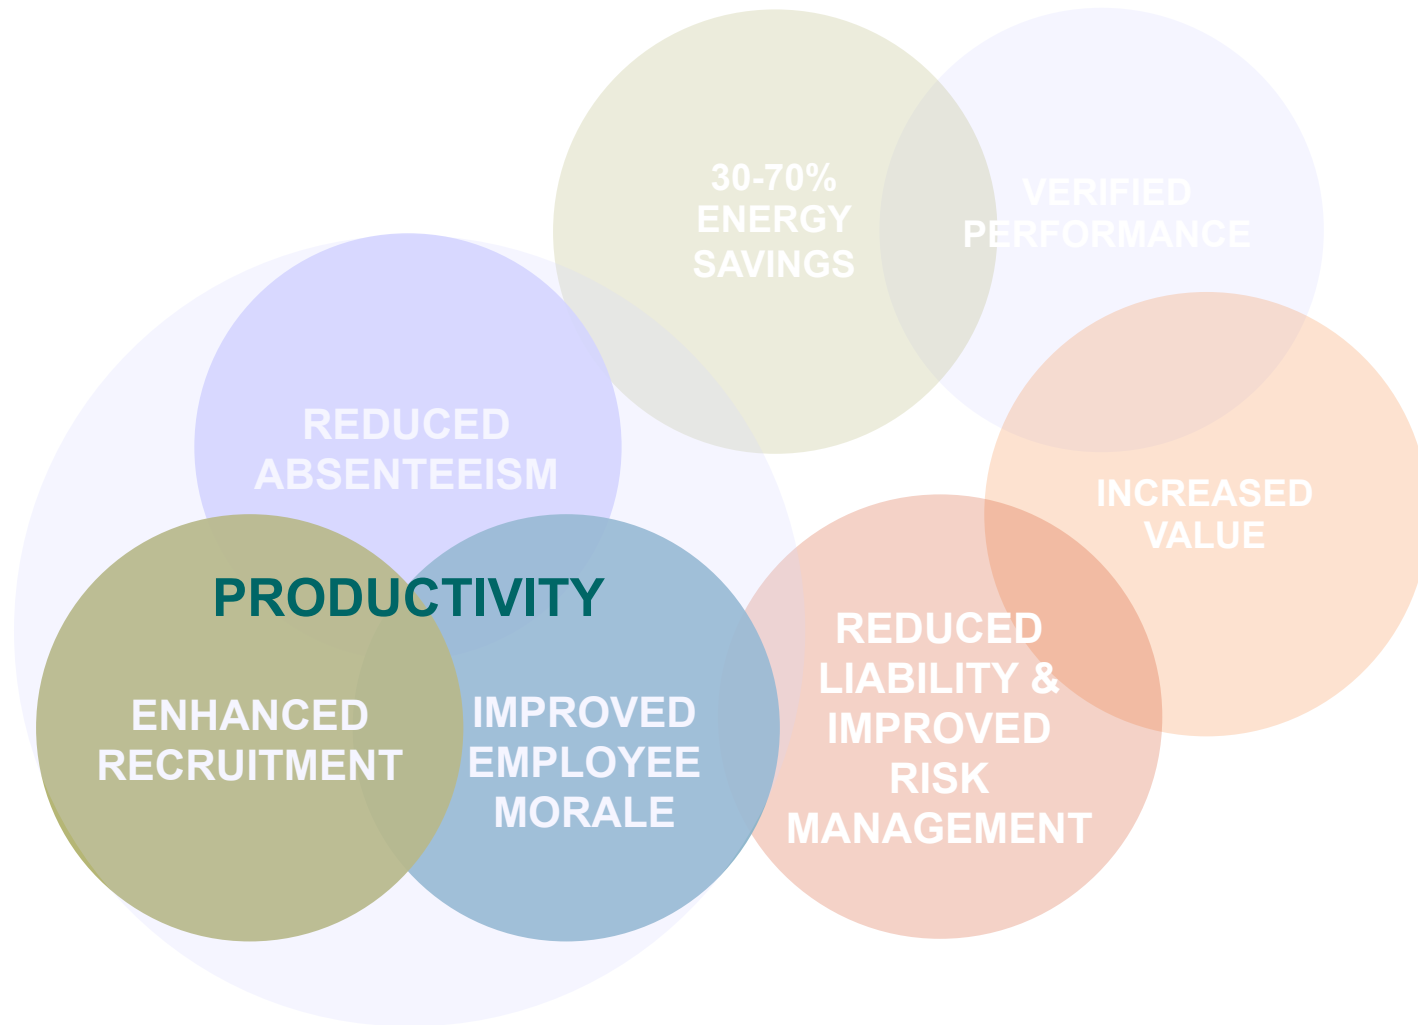 30-70%
ENERGY
SAVINGS
VERIFIED
PERFORMANCE
REDUCED
ABSENTEEISM
INCREASED
VALUE
PRODUCTIVITY
ENHANCED
RECRUITMENT
IMPROVED
EMPLOYEE
MORALE
REDUCED
LIABILITY &
IMPROVED
RISK
MANAGEMENT